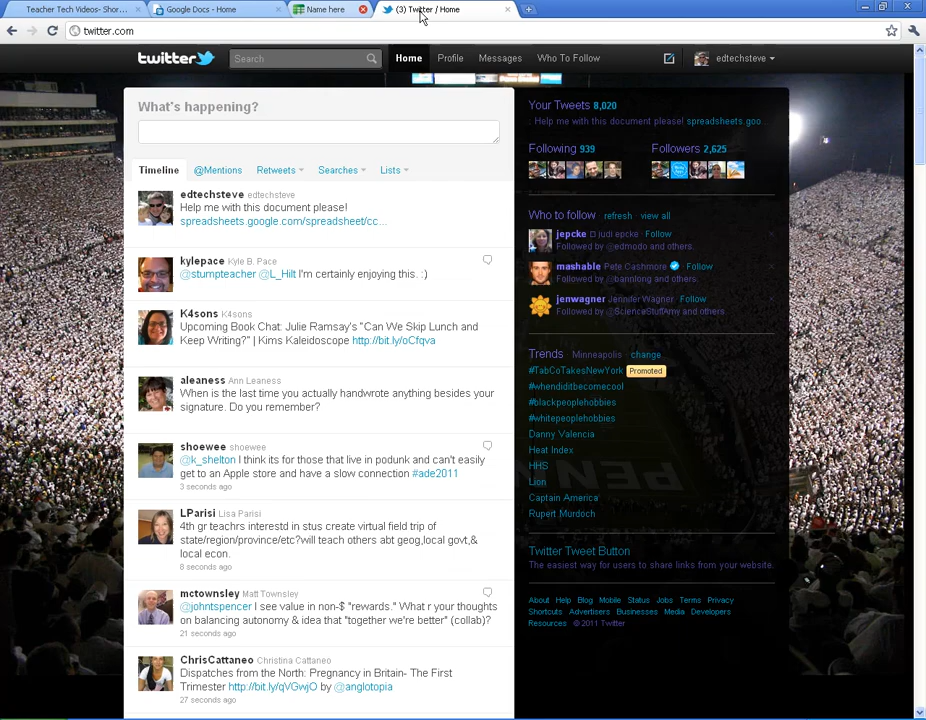 Teacher Tech Videos- Shor...
Google Docs - Home
Name here
(3) Twitter / Home
twitter.com
twitter
Search
Home
Profile
Messages
Who To Follow
edtechsteve
What's happening?
Timeline
@Mentions
Retweets
Searches
Lists
edtechsteve edtechsteve
Help me with this document please!
spreadsheets.google.com/spreadsheet/cc...
kylepace Kyle B. Pace
@stumpteacher @L_Hilt I'm certainly enjoying this. :)
K4sons K4sons
Upcoming Book Chat: Julie Ramsay's "Can We Skip Lunch and
Keep Writing?" | Kims Kaleidoscope http://bit.ly/oCfqva
aleaness Ann Leaness
When is the last time you actually handwrote anything besides your
signature. Do you remember?
shoewee shoewee
@k_shelton I think its for those that live in podunk and can't easily
get to an Apple store and have a slow connection #ade2011
3 seconds ago
LParisi Lisa Parisi
4th gr teachrs interestd in stus create virtual field trip of
state/region/province/etc?will teach others abt geog,local govt,&
local econ.
8 seconds ago
mctownsley Matt Townsley
@johntspencer I see value in non-$ "rewards." What r your thoughts
on balancing autonomy & idea that "together we're better" (collab)?
21 seconds ago
ChrisCattaneo Christina Cattaneo
Dispatches from the North: Pregnancy in Britain- The First
Trimester http://bit.ly/qVGwjO by @anglotopia
27 seconds ago
Your Tweets 8,020
Help me with this document please! spreadsheets.goo...
Following 939
Followers 2,625
Who to follow · refresh · view all
jepcke judi epcke · Follow
Followed by @edmodo and others.
mashable Pete Cashmore · Follow
Followed by @bannlong and others.
jenwagner Jennifer Wagner · Follow
Followed by @ScienceStuffAmy and others
Trends · Minneapolis · change
#TabCoTakesNewYork Promoted
#whendiditbecomecool
#blackpeoplehobbies
#whitepeoplehobbies
Danny Valencia
Heat Index
HHS
Lion
Captain America
Rupert Murdoch
Twitter Tweet Button
The easiest way for users to share links from your website.
About Help Blog Mobile Status Jobs Terms Privacy
Shortcuts Advertisers Businesses Media Developers
Resources © 2011 Twitter